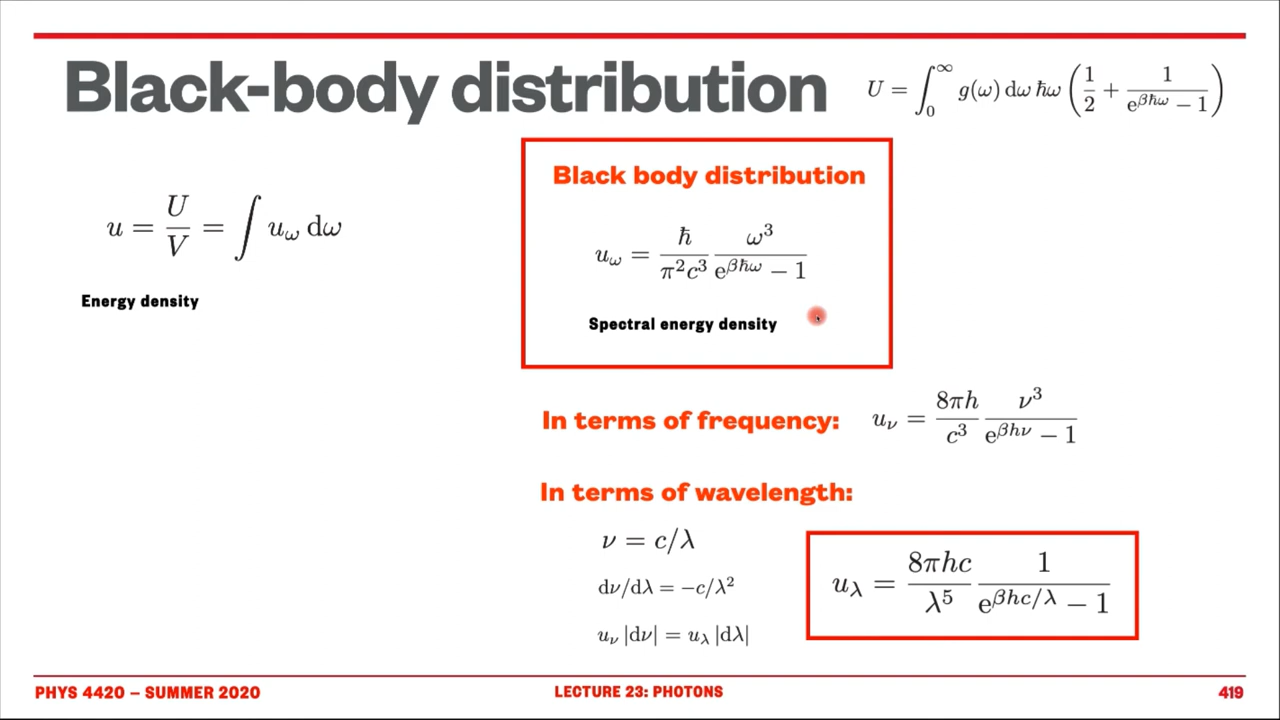 Black-body distribution
U = ∫₀^∞ g(ω) dω ħω (1/2 + 1/(e^{βħω} − 1))
u = U/V = ∫ u_ω dω
Energy density
Black body distribution
u_ω = ħ/(π²c³) ω³/(e^{βħω} − 1)
Spectral energy density
In terms of frequency: u_ν = 8πh/c³ ν³/(e^{βhν} − 1)
In terms of wavelength:
ν = c/λ
dν/dλ = −c/λ²
u_ν |dν| = u_λ |dλ|
u_λ = 8πhc/λ⁵ 1/(e^{βhc/λ} − 1)
PHYS 4420 – SUMMER 2020 LECTURE 23: PHOTONS 419